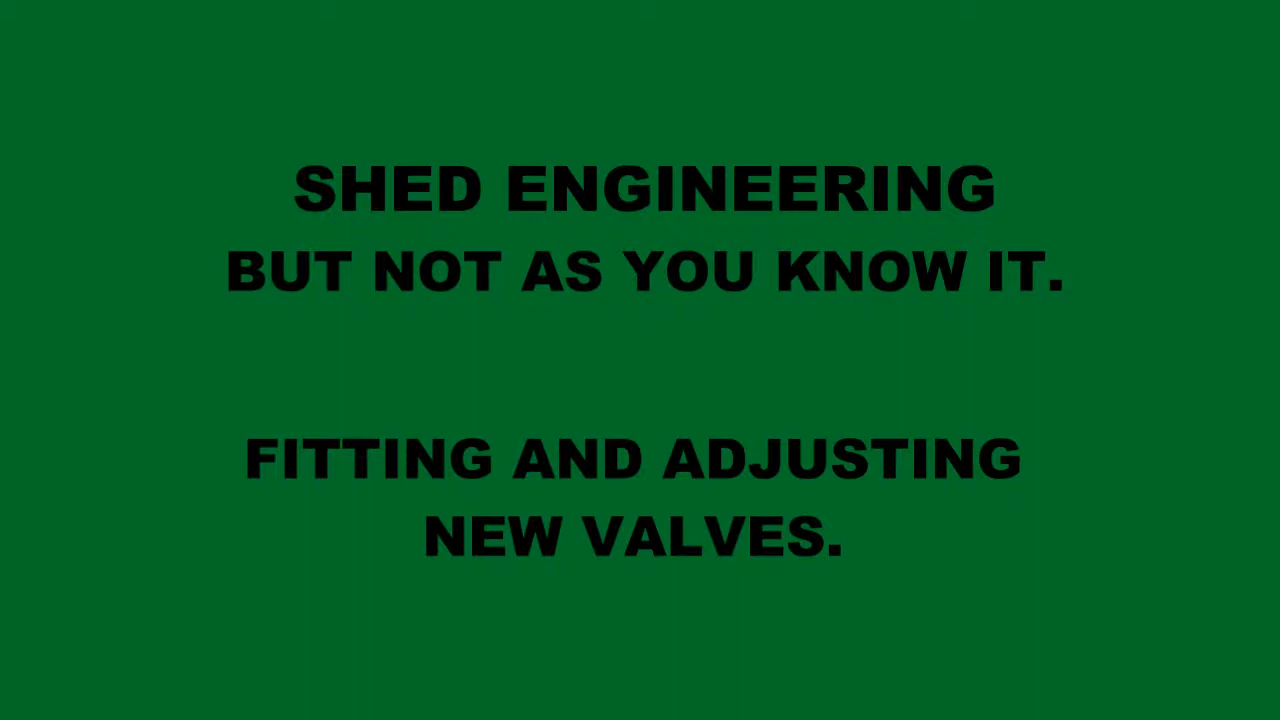 SHED ENGINEERING
BUT NOT AS YOU KNOW IT.
FITTING AND ADJUSTING
NEW VALVES.